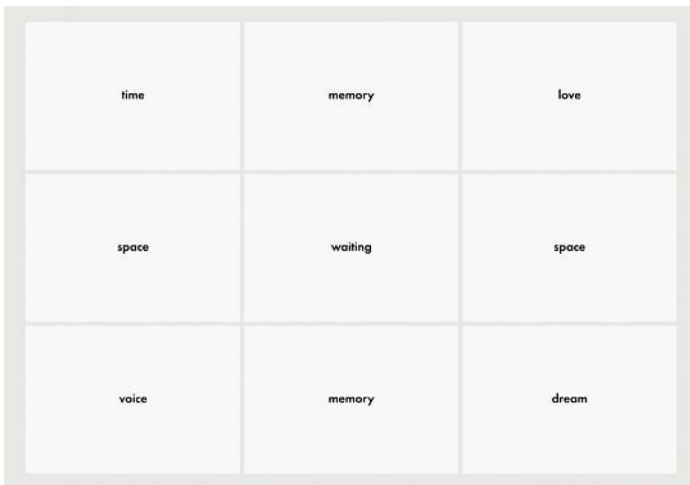 time
memory
love
space
waiting
space
voice
memory
dream